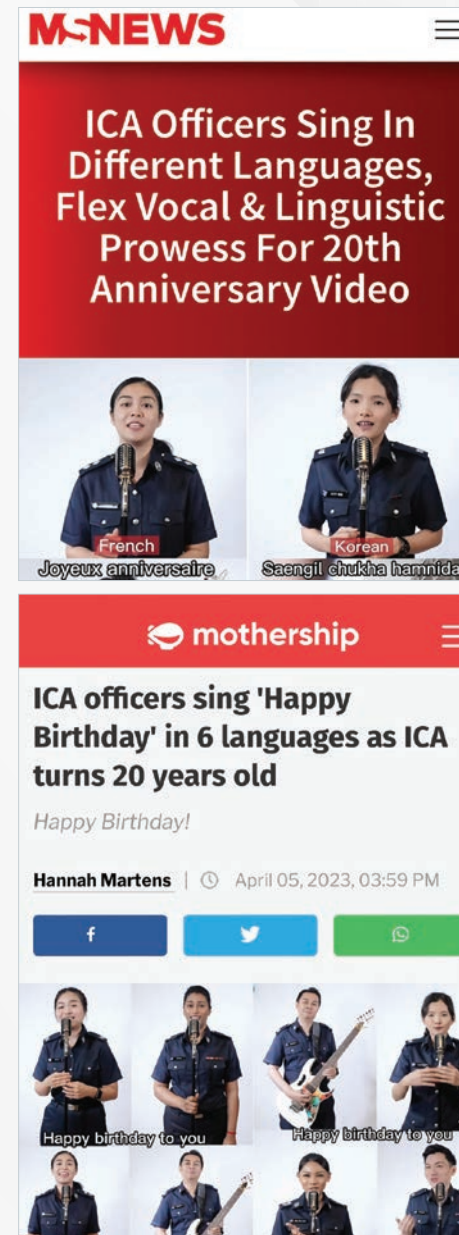 MSNEWS
ICA Officers Sing In
Different Languages,
Flex Vocal & Linguistic
Prowess For 20th
Anniversary Video
French
Joyeux anniversaire
Korean
Saengil chukha hamnida
mothership
ICA officers sing 'Happy
Birthday' in 6 languages as ICA
turns 20 years old
Happy Birthday!
Hannah Martens | April 05, 2023, 03:59 PM
Happy birthday to you
Happy birthday to you